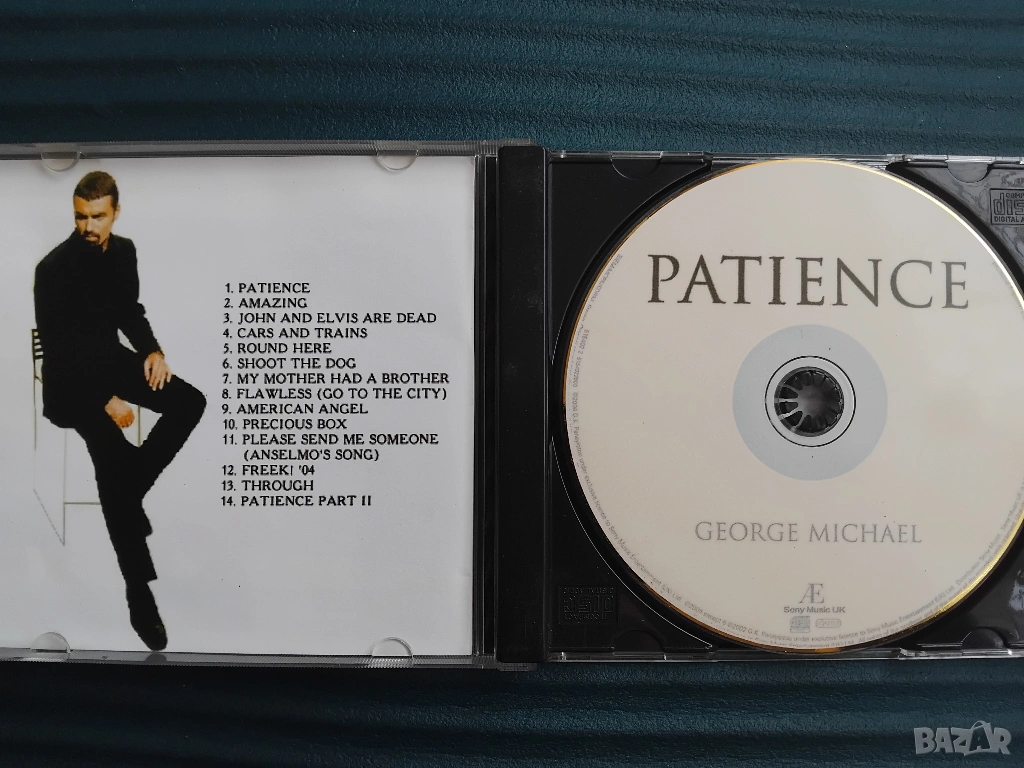 1. PATIENCE
2. AMAZING
3. JOHN AND ELVIS ARE DEAD
4. CARS AND TRAINS
5. ROUND HERE
6. SHOOT THE DOG
7. MY MOTHER HAD A BROTHER
8. FLAWLESS (GO TO THE CITY)
9. AMERICAN ANGEL
10. PRECIOUS BOX
11. PLEASE SEND ME SOMEONE
(ANSELMO'S SONG)
12. FREEK! '04
13. THROUGH
14. PATIENCE PART II
PATIENCE
GEORGE MICHAEL
Æ
Sony Music UK
BAZAR